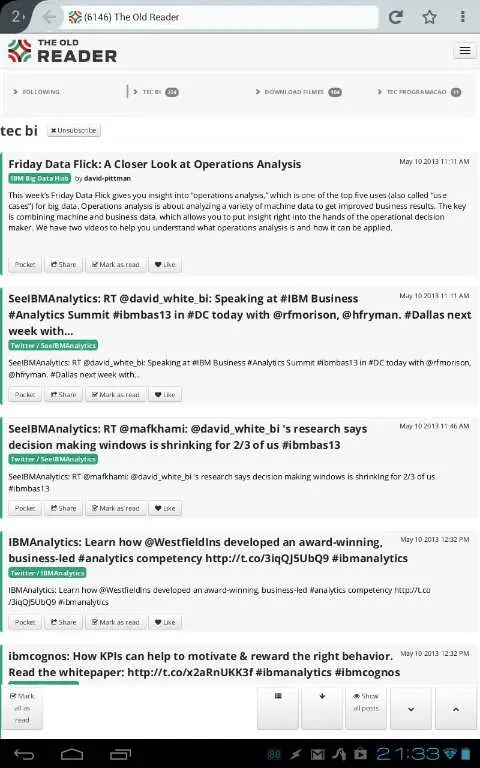 2
(6146) The Old Reader
THE OLD
READER
FOLLOWING
TEC BI 234
DOWNLOAD FILMES 104
TEC PROGRAMACAO 11
tec bi
Unsubscribe
Friday Data Flick: A Closer Look at Operations Analysis
May 10 2013 11:11 AM
IBM Big Data Hub by david-pittman
This week's Friday Data Flick gives you insight into "operations analysis," which is one of the top five uses (also called "use
cases") for big data. Operations analysis is about analyzing a variety of machine data to get improved business results. The key
is combining machine and business data, which allows you to put insight right into the hands of the operational decision
maker. We have two videos to help you understand what operations analysis is and how it can be applied.
Pocket Share Mark as read Like
SeeIBMAnalytics: RT @david_white_bi: Speaking at #IBM Business
May 10 2013 11:11 AM
#Analytics Summit #ibmbas13 in #DC today with @rfmorison, @hfryman. #Dallas next
week with...
Twitter / SeeIBMAnalytics
SeeIBMAnalytics: RT @david_white_bi: Speaking at #IBM Business #Analytics Summit #ibmbas13 in #DC today with @rfmorison,
@hfryman. #Dallas next week with...
Pocket Share Mark as read Like
SeeIBMAnalytics: RT @mafkhami: @david_white_bi 's research says
May 10 2013 11:46 AM
decision making windows is shrinking for 2/3 of us #ibmbas13
Twitter / SeeIBMAnalytics
SeeIBMAnalytics: RT @mafkhami: @david_white_bi 's research says decision making windows is shrinking for 2/3 of us
#ibmbas13
Pocket Share Mark as read Like
IBMAnalytics: Learn how @WestfieldIns developed an award-winning,
May 10 2013 12:32 PM
business-led #analytics competency http://t.co/3iqQJ5UbQ9 #ibmanalytics
Twitter / IBMAnalytics
IBMAnalytics: Learn how @WestfieldIns developed an award-winning, business-led #analytics competency http://t.co
/3iqQJ5UbQ9 #ibmanalytics
Pocket Share Mark as read Like
ibmcognos: How KPIs can help to motivate & reward the right behavior.
May 10 2013 12:32 PM
Read the whitepaper: http://t.co/x2aRnUKK3f #ibmanalytics #ibmcognos
Mark
all as
read
Show
all posts
21:33